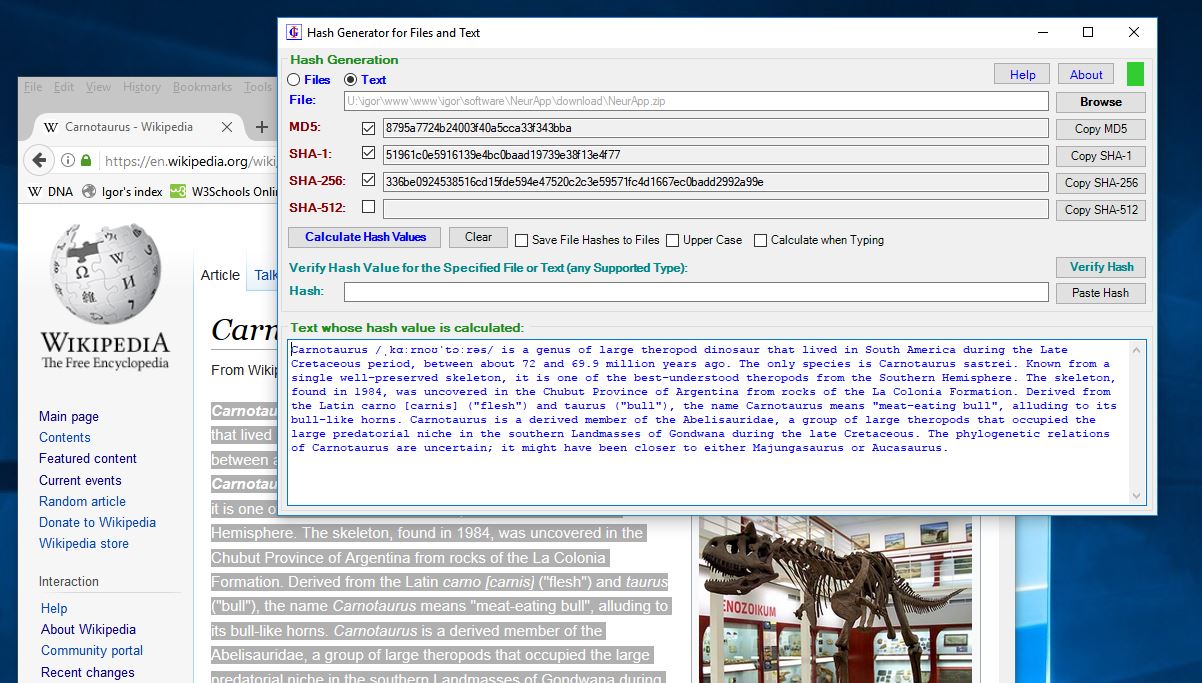 Hash Generator for Files and Text
Hash Generation
Files Text
Help About
File: U:\igor\www\www\igor\software\NeurApp\download\NeurApp.zip Browse
MD5: 8795a7724b24003f40a5cca33f343bba Copy MD5
SHA-1: 51961c0e5916139e4bc0baad19739e38f13e4f77 Copy SHA-1
SHA-256: 336be0924538516cd15fde594e47520c2c3e59571fc4d1667ec0badd2992a99e Copy SHA-256
SHA-512: Copy SHA-512
Calculate Hash Values Clear Save File Hashes to Files Upper Case Calculate when Typing
Verify Hash Value for the Specified File or Text (any Supported Type): Verify Hash
Hash: Paste Hash
Text whose hash value is calculated:
Carnotaurus /ˌkɑːrnoʊˈtɔːrəs/ is a genus of large theropod dinosaur that lived in South America during the Late
Cretaceous period, between about 72 and 69.9 million years ago. The only species is Carnotaurus sastrei. Known from a
single well-preserved skeleton, it is one of the best-understood theropods from the Southern Hemisphere. The skeleton,
found in 1984, was uncovered in the Chubut Province of Argentina from rocks of the La Colonia Formation. Derived from
the Latin carno [carnis] ("flesh") and taurus ("bull"), the name Carnotaurus means "meat-eating bull", alluding to its
bull-like horns. Carnotaurus is a derived member of the Abelisauridae, a group of large theropods that occupied the
large predatorial niche in the southern Landmasses of Gondwana during the late Cretaceous. The phylogenetic relations
of Carnotaurus are uncertain; it might have been closer to either Majungasaurus or Aucasaurus.
File Edit View History Bookmarks Tools
W Carnotaurus - Wikipedia
https://en.wikipedia.org/wiki
W DNA Igor's index W3Schools Onli
WIKIPEDIA
The Free Encyclopedia
Main page
Contents
Featured content
Current events
Random article
Donate to Wikipedia
Wikipedia store
Interaction
Help
About Wikipedia
Community portal
Recent changes
Article Talk
Carn
From Wikip
Carnotau
that lived
between a
Carnotau
it is one o
Hemisphere. The skeleton, found in 1984, was uncovered in the
Chubut Province of Argentina from rocks of the La Colonia
Formation. Derived from the Latin carno [carnis] ("flesh") and taurus
("bull"), the name Carnotaurus means "meat-eating bull", alluding to
its bull-like horns. Carnotaurus is a derived member of the
Abelisauridae, a group of large theropods that occupied the large
predatorial niche in the southern Landmasses of Gondwana during
ENOZOIKUM